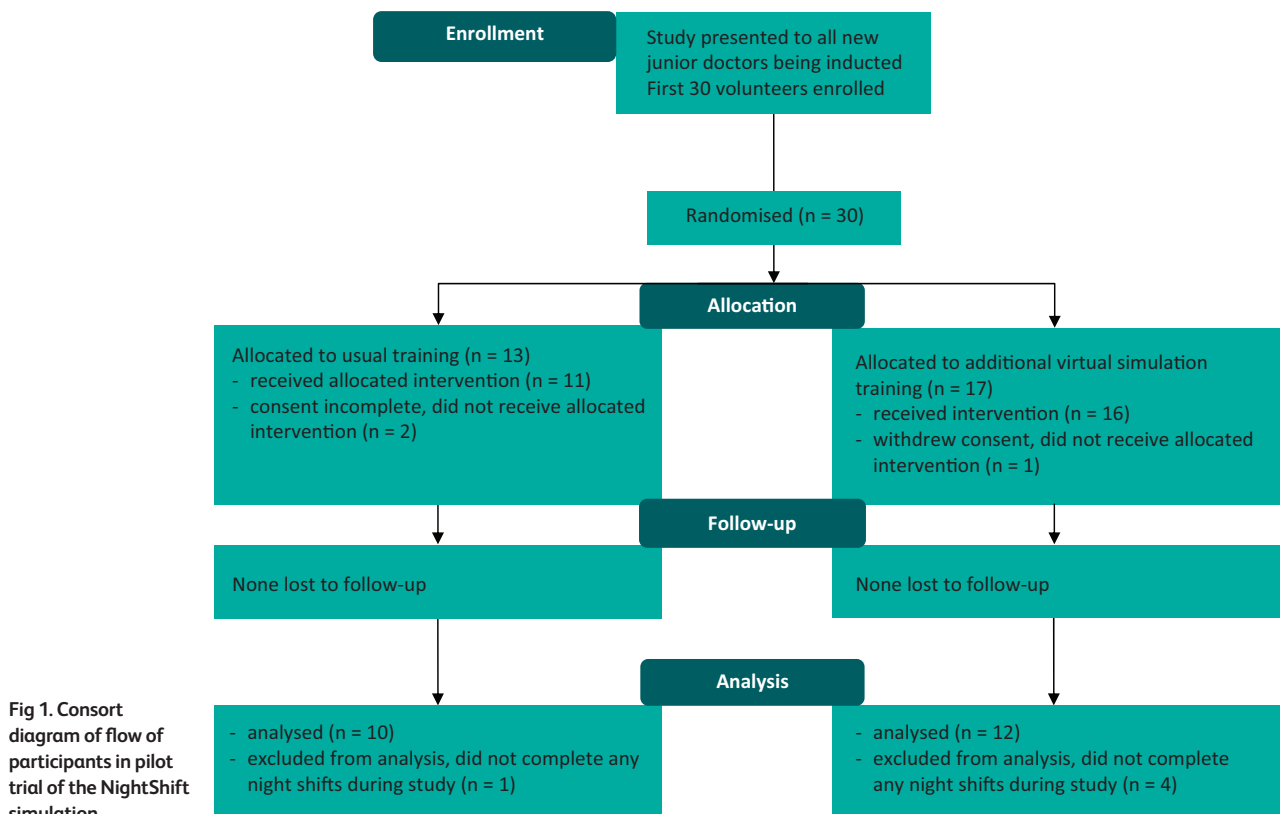 Enrollment
Study presented to all new
junior doctors being inducted
First 30 volunteers enrolled
Randomised (n = 30)
Allocation
Allocated to usual training (n = 13)
- received allocated intervention (n = 11)
- consent incomplete, did not receive allocated
intervention (n = 2)
Allocated to additional virtual simulation
training (n = 17)
- received intervention (n = 16)
- withdrew consent, did not receive allocated
intervention (n = 1)
Follow-up
None lost to follow-up
None lost to follow-up
Analysis
- analysed (n = 10)
- excluded from analysis, did not complete any
night shifts during study (n = 1)
- analysed (n = 12)
- excluded from analysis, did not complete
any night shifts during study (n = 4)
Fig 1. Consort
diagram of flow of
participants in pilot
trial of the NightShift
simulation